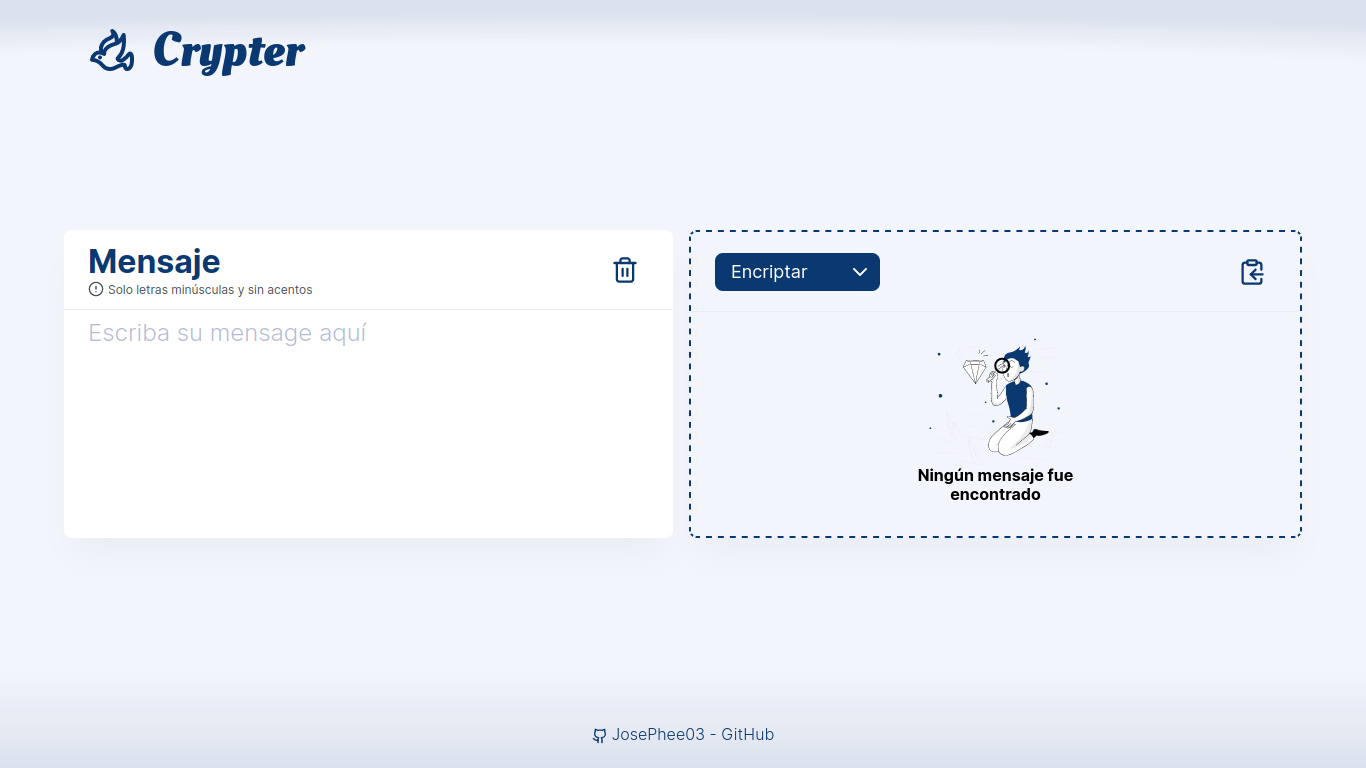 Crypter
Mensaje
Solo letras minúsculas y sin acentos
Escriba su mensage aquí
Encriptar
Ningún mensaje fue
encontrado
JosePhee03 - GitHub